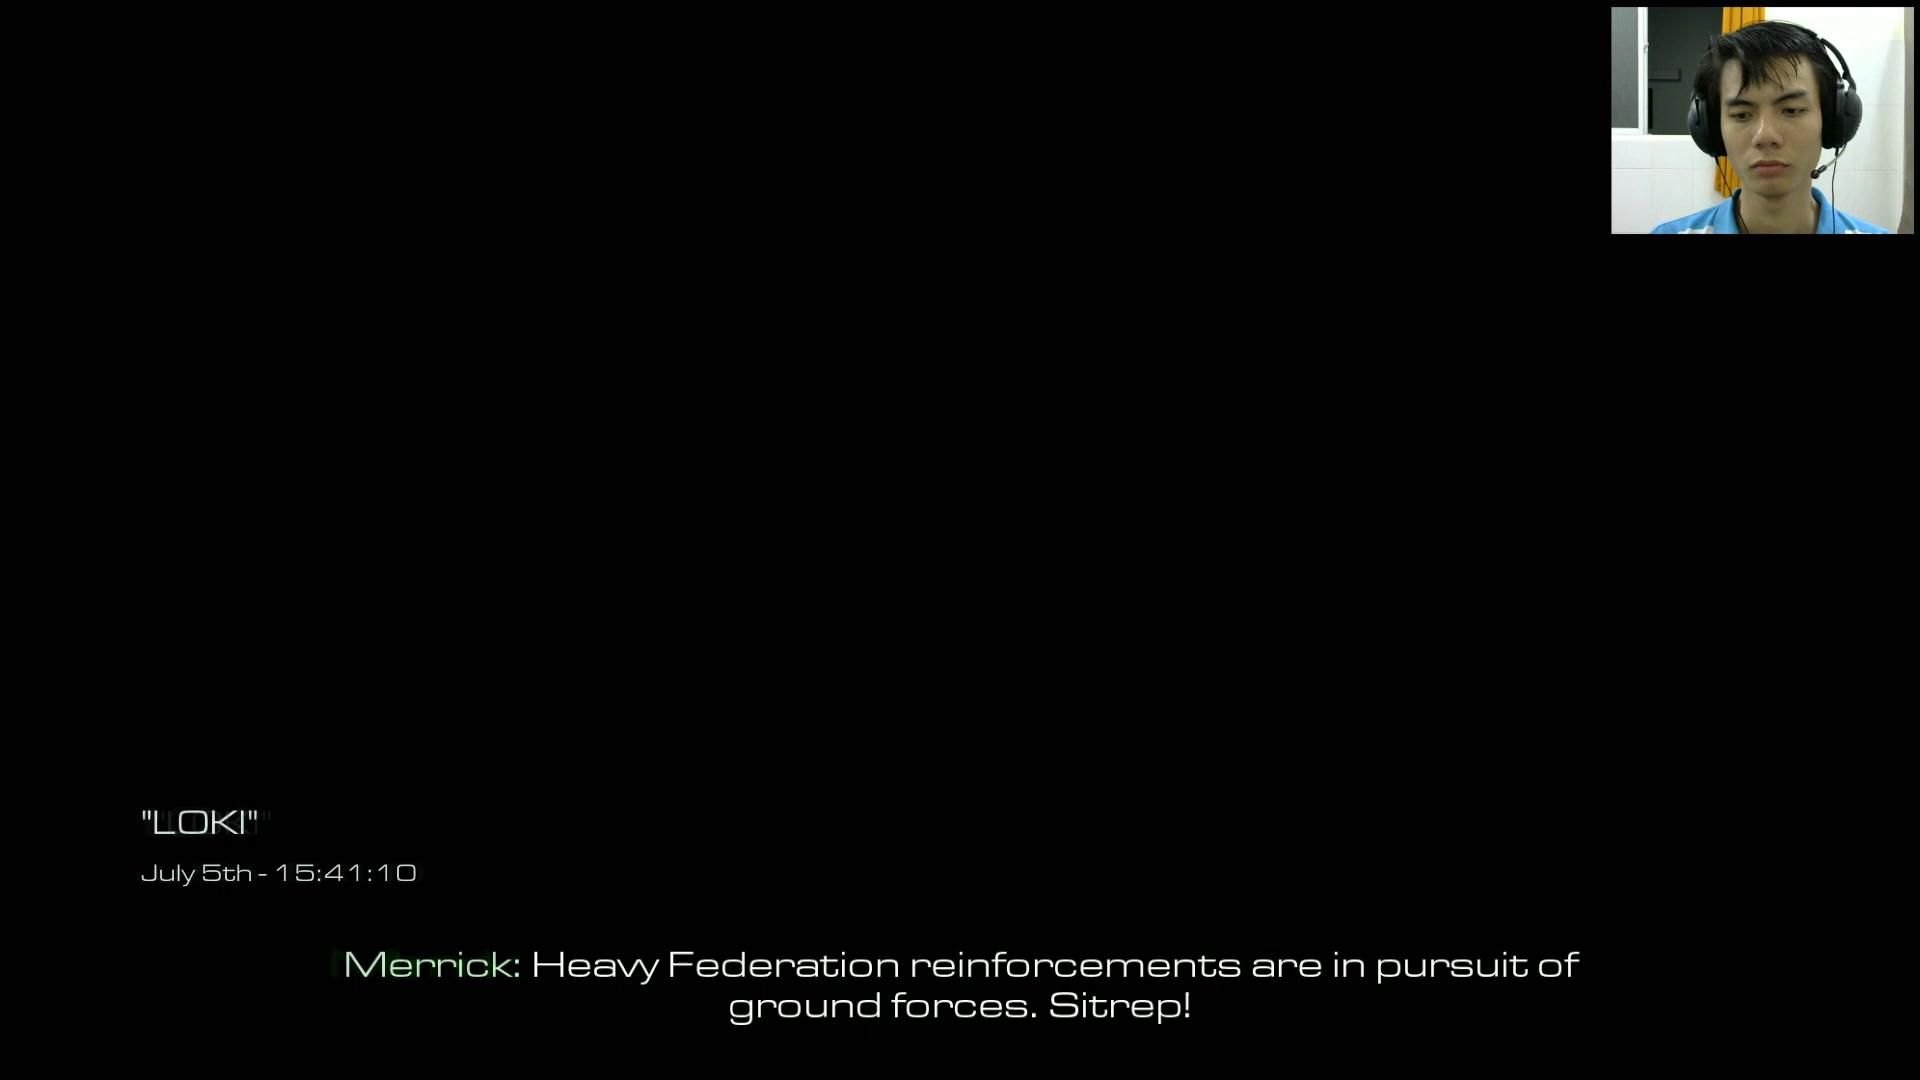 "LOKI"
July 5th - 15:41:10
Merrick: Heavy Federation reinforcements are in pursuit of
ground forces. Sitrep!